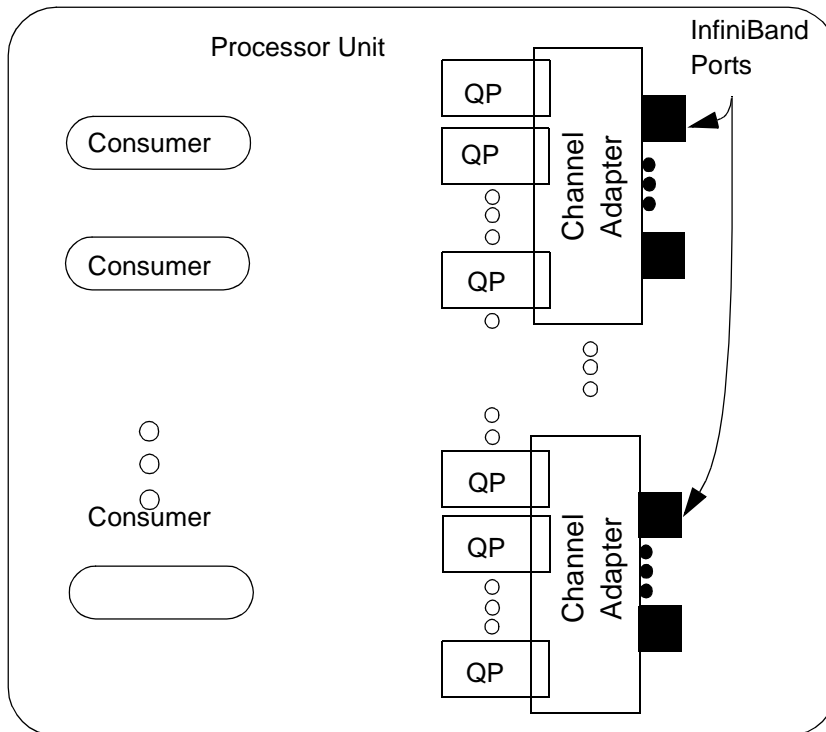 InfiniBand
Ports
Processor Unit
QP
Consumer
QP
Channel
Adapter
Consumer
QP
QP
Consumer
QP
Channel
Adapter
QP